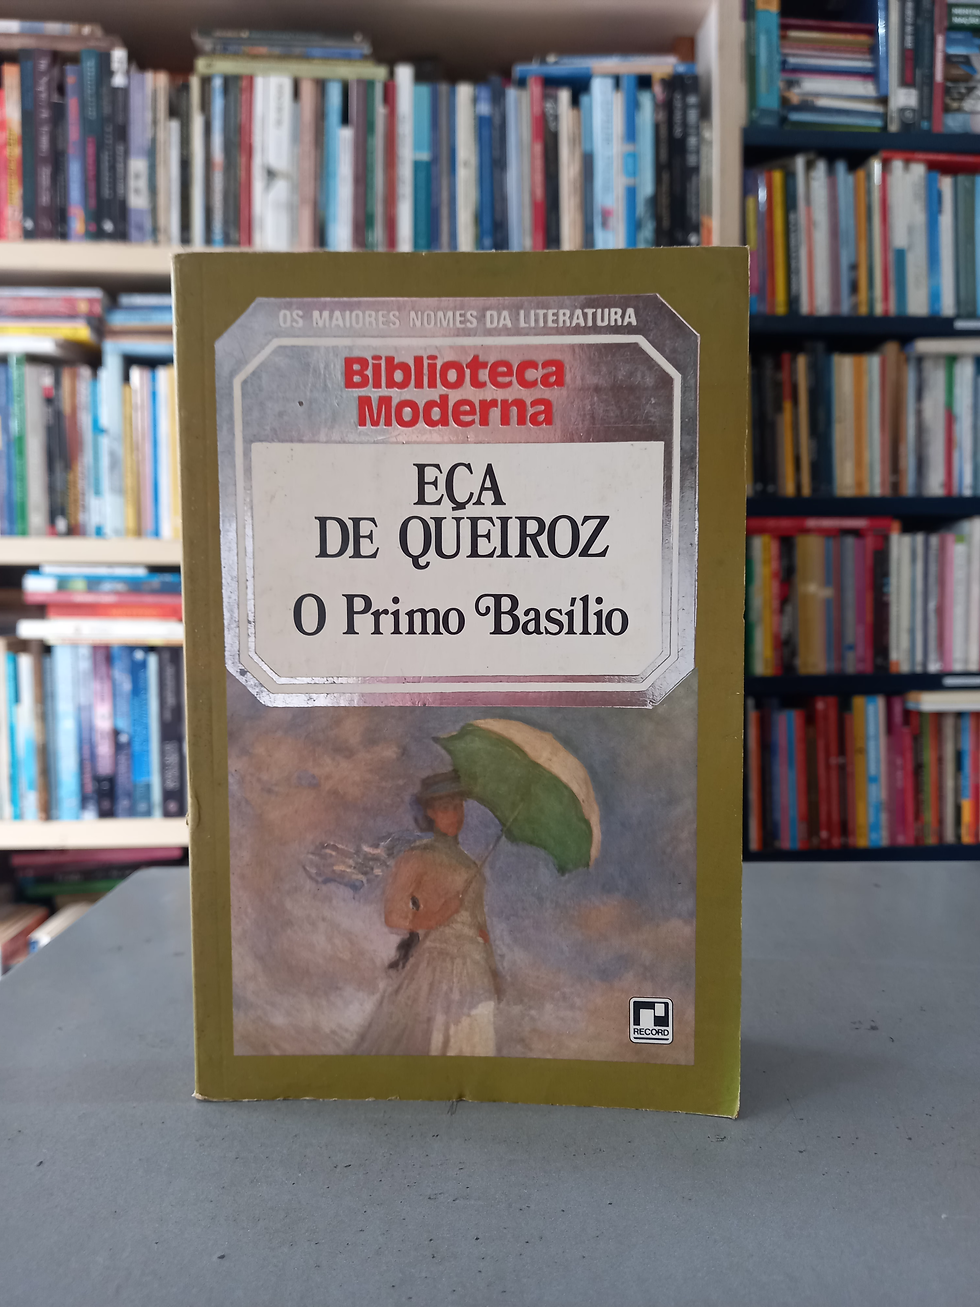 OS MAIORES NOMES DA LITERATURA
Biblioteca
Moderna
EÇA
DE QUEIROZ
O Primo Basílio
RECORD